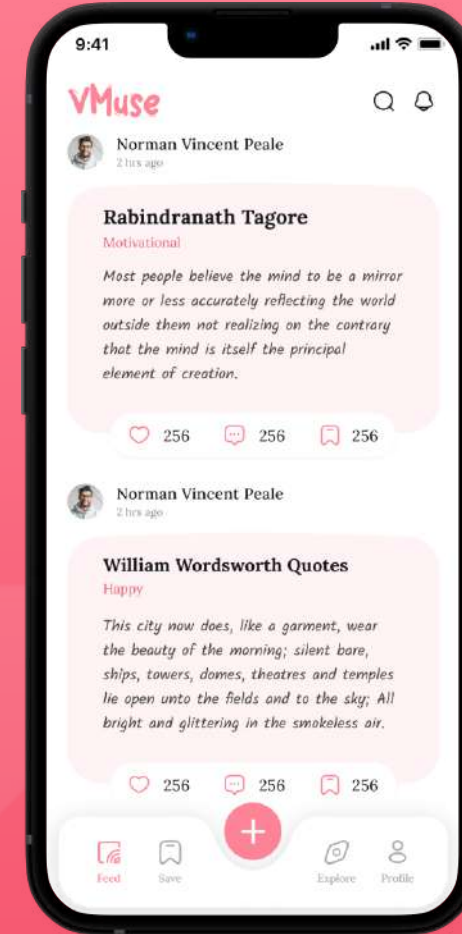 9:41
VMuse
Norman Vincent Peale
2 hrs ago
Rabindranath Tagore
Motivational
Most people believe the mind to be a mirror
more or less accurately reflecting the world
outside them not realizing on the contrary
that the mind is itself the principal
element of creation.
256 256 256
Norman Vincent Peale
2 hrs ago
William Wordsworth Quotes
Happy
This city now does, like a garment, wear
the beauty of the morning; silent bare,
ships, towers, domes, theatres and temples
lie open unto the fields and to the sky; All
bright and glittering in the smokeless air.
256 256 256
Feed Save Explore Profile